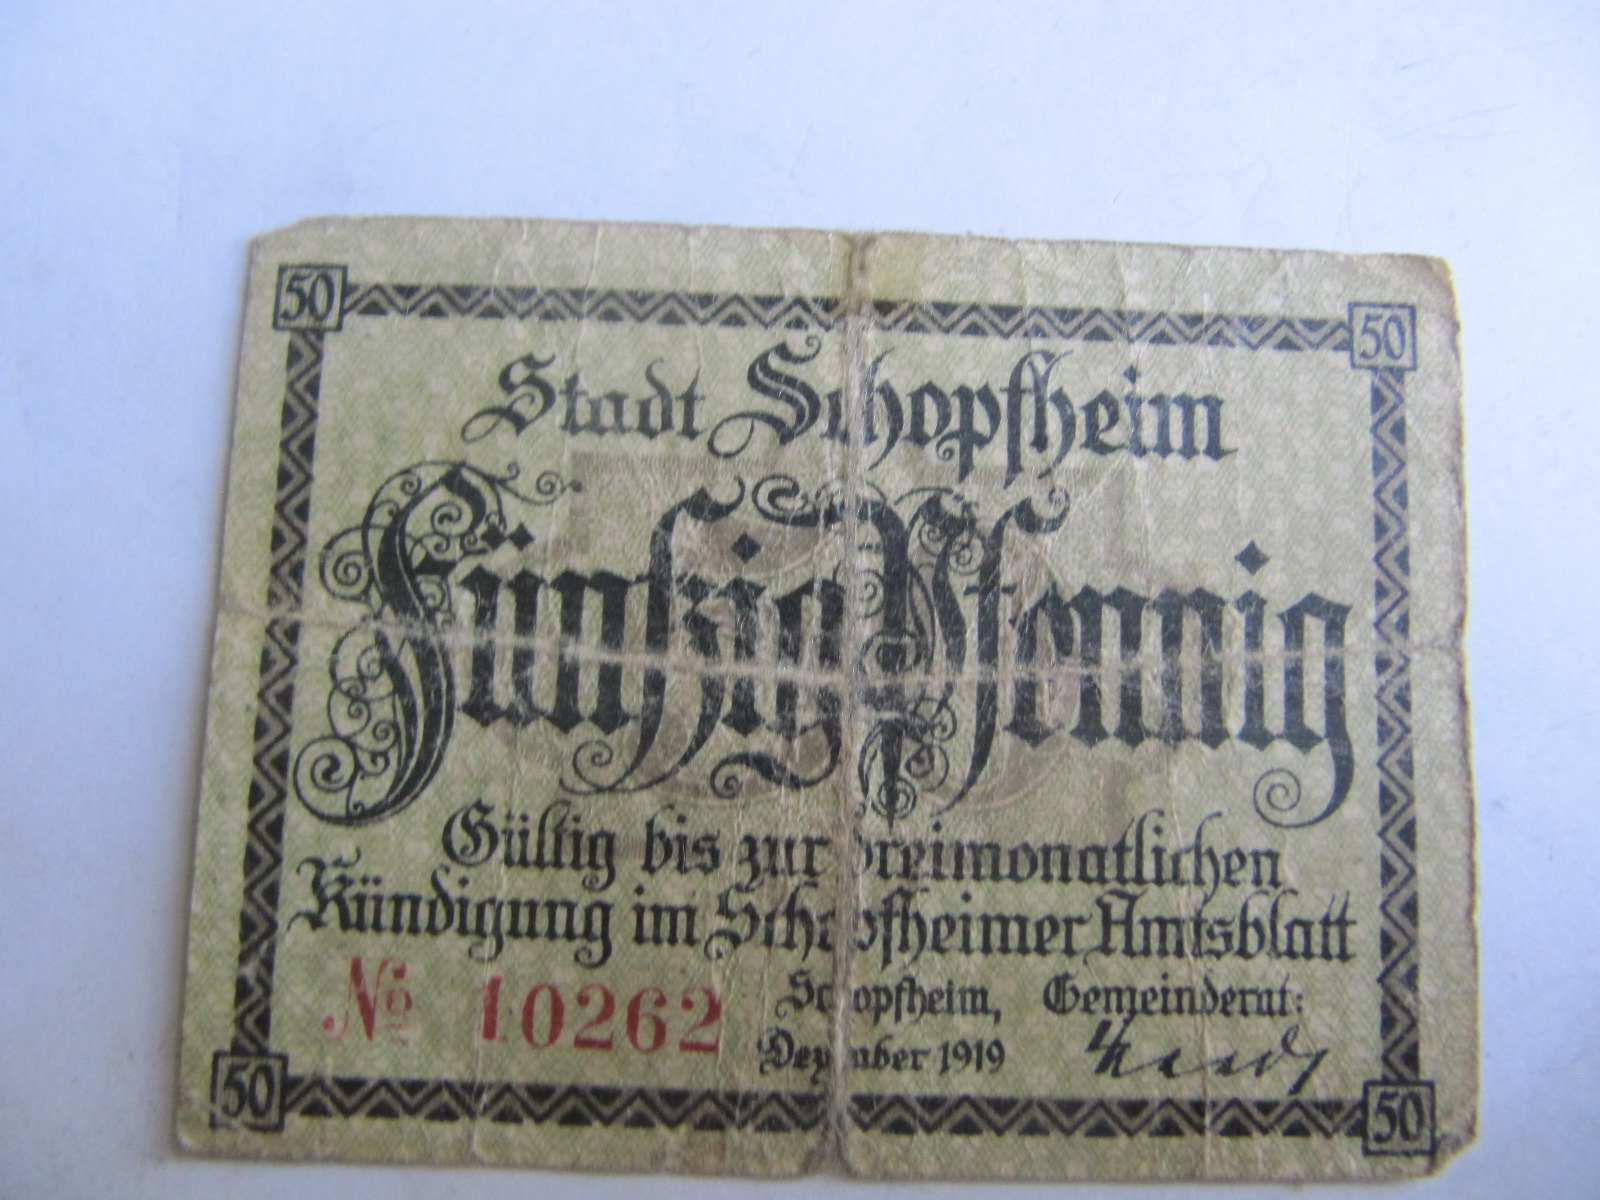 50 50
Stadt Schopfheim
Fünfzig Pfennig
Gültig bis zur dreimonatlichen
Kündigung im Schopfheimer Amtsblatt
No 10262
Schopfheim, Gemeinderat:
Dezember 1919
50 50